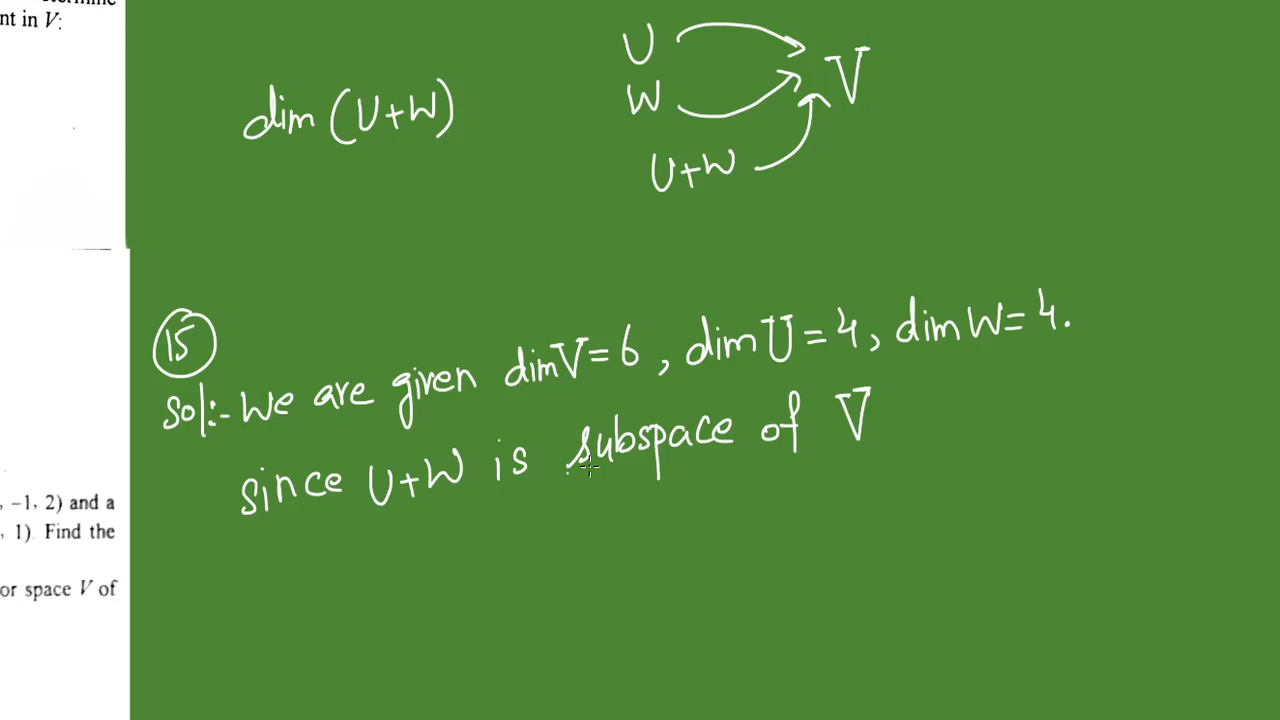 nt in V:
dim (U+W)
U
W
V
U+W
15
Sol:- We are given dim V = 6 , dim U = 4 , dim W = 4.
since U+W is subspace of V
, −1, 2) and a
, 1). Find the
or space V of